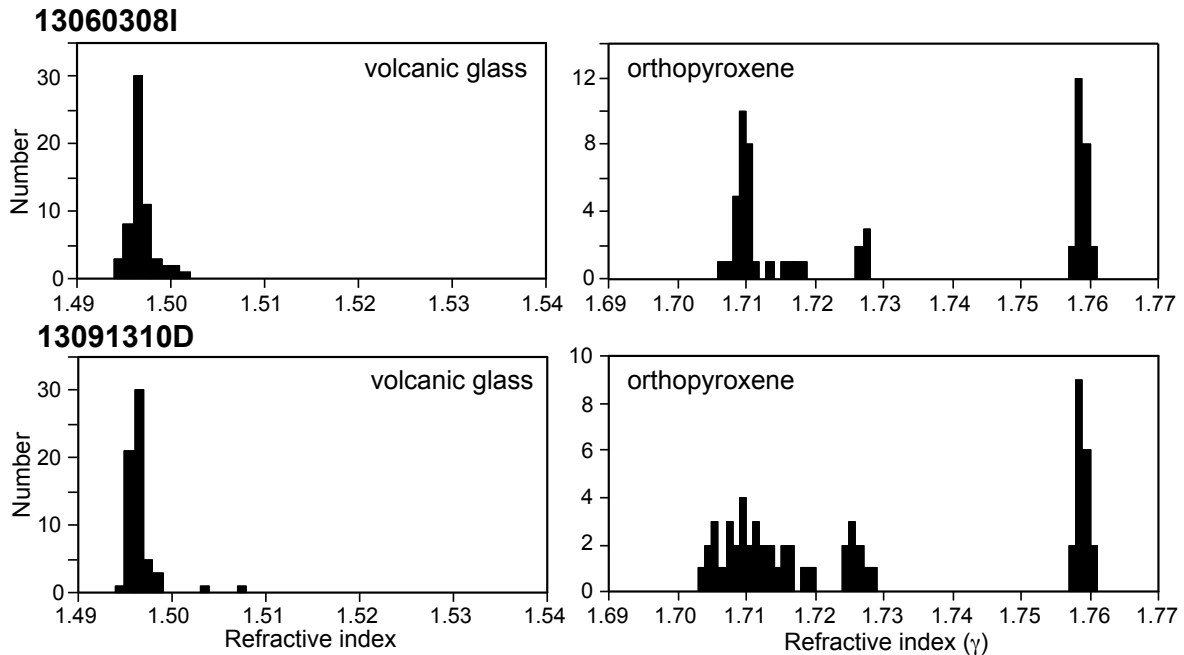 13060308I
volcanic glass
Number
30
20
10
0
1.49 1.50 1.51 1.52 1.53 1.54
orthopyroxene
12
8
4
0
1.69 1.70 1.71 1.72 1.73 1.74 1.75 1.76 1.77
13091310D
volcanic glass
Number
30
20
10
0
1.49 1.50 1.51 1.52 1.53 1.54
Refractive index
orthopyroxene
10
8
6
4
2
0
1.69 1.70 1.71 1.72 1.73 1.74 1.75 1.76 1.77
Refractive index (γ)